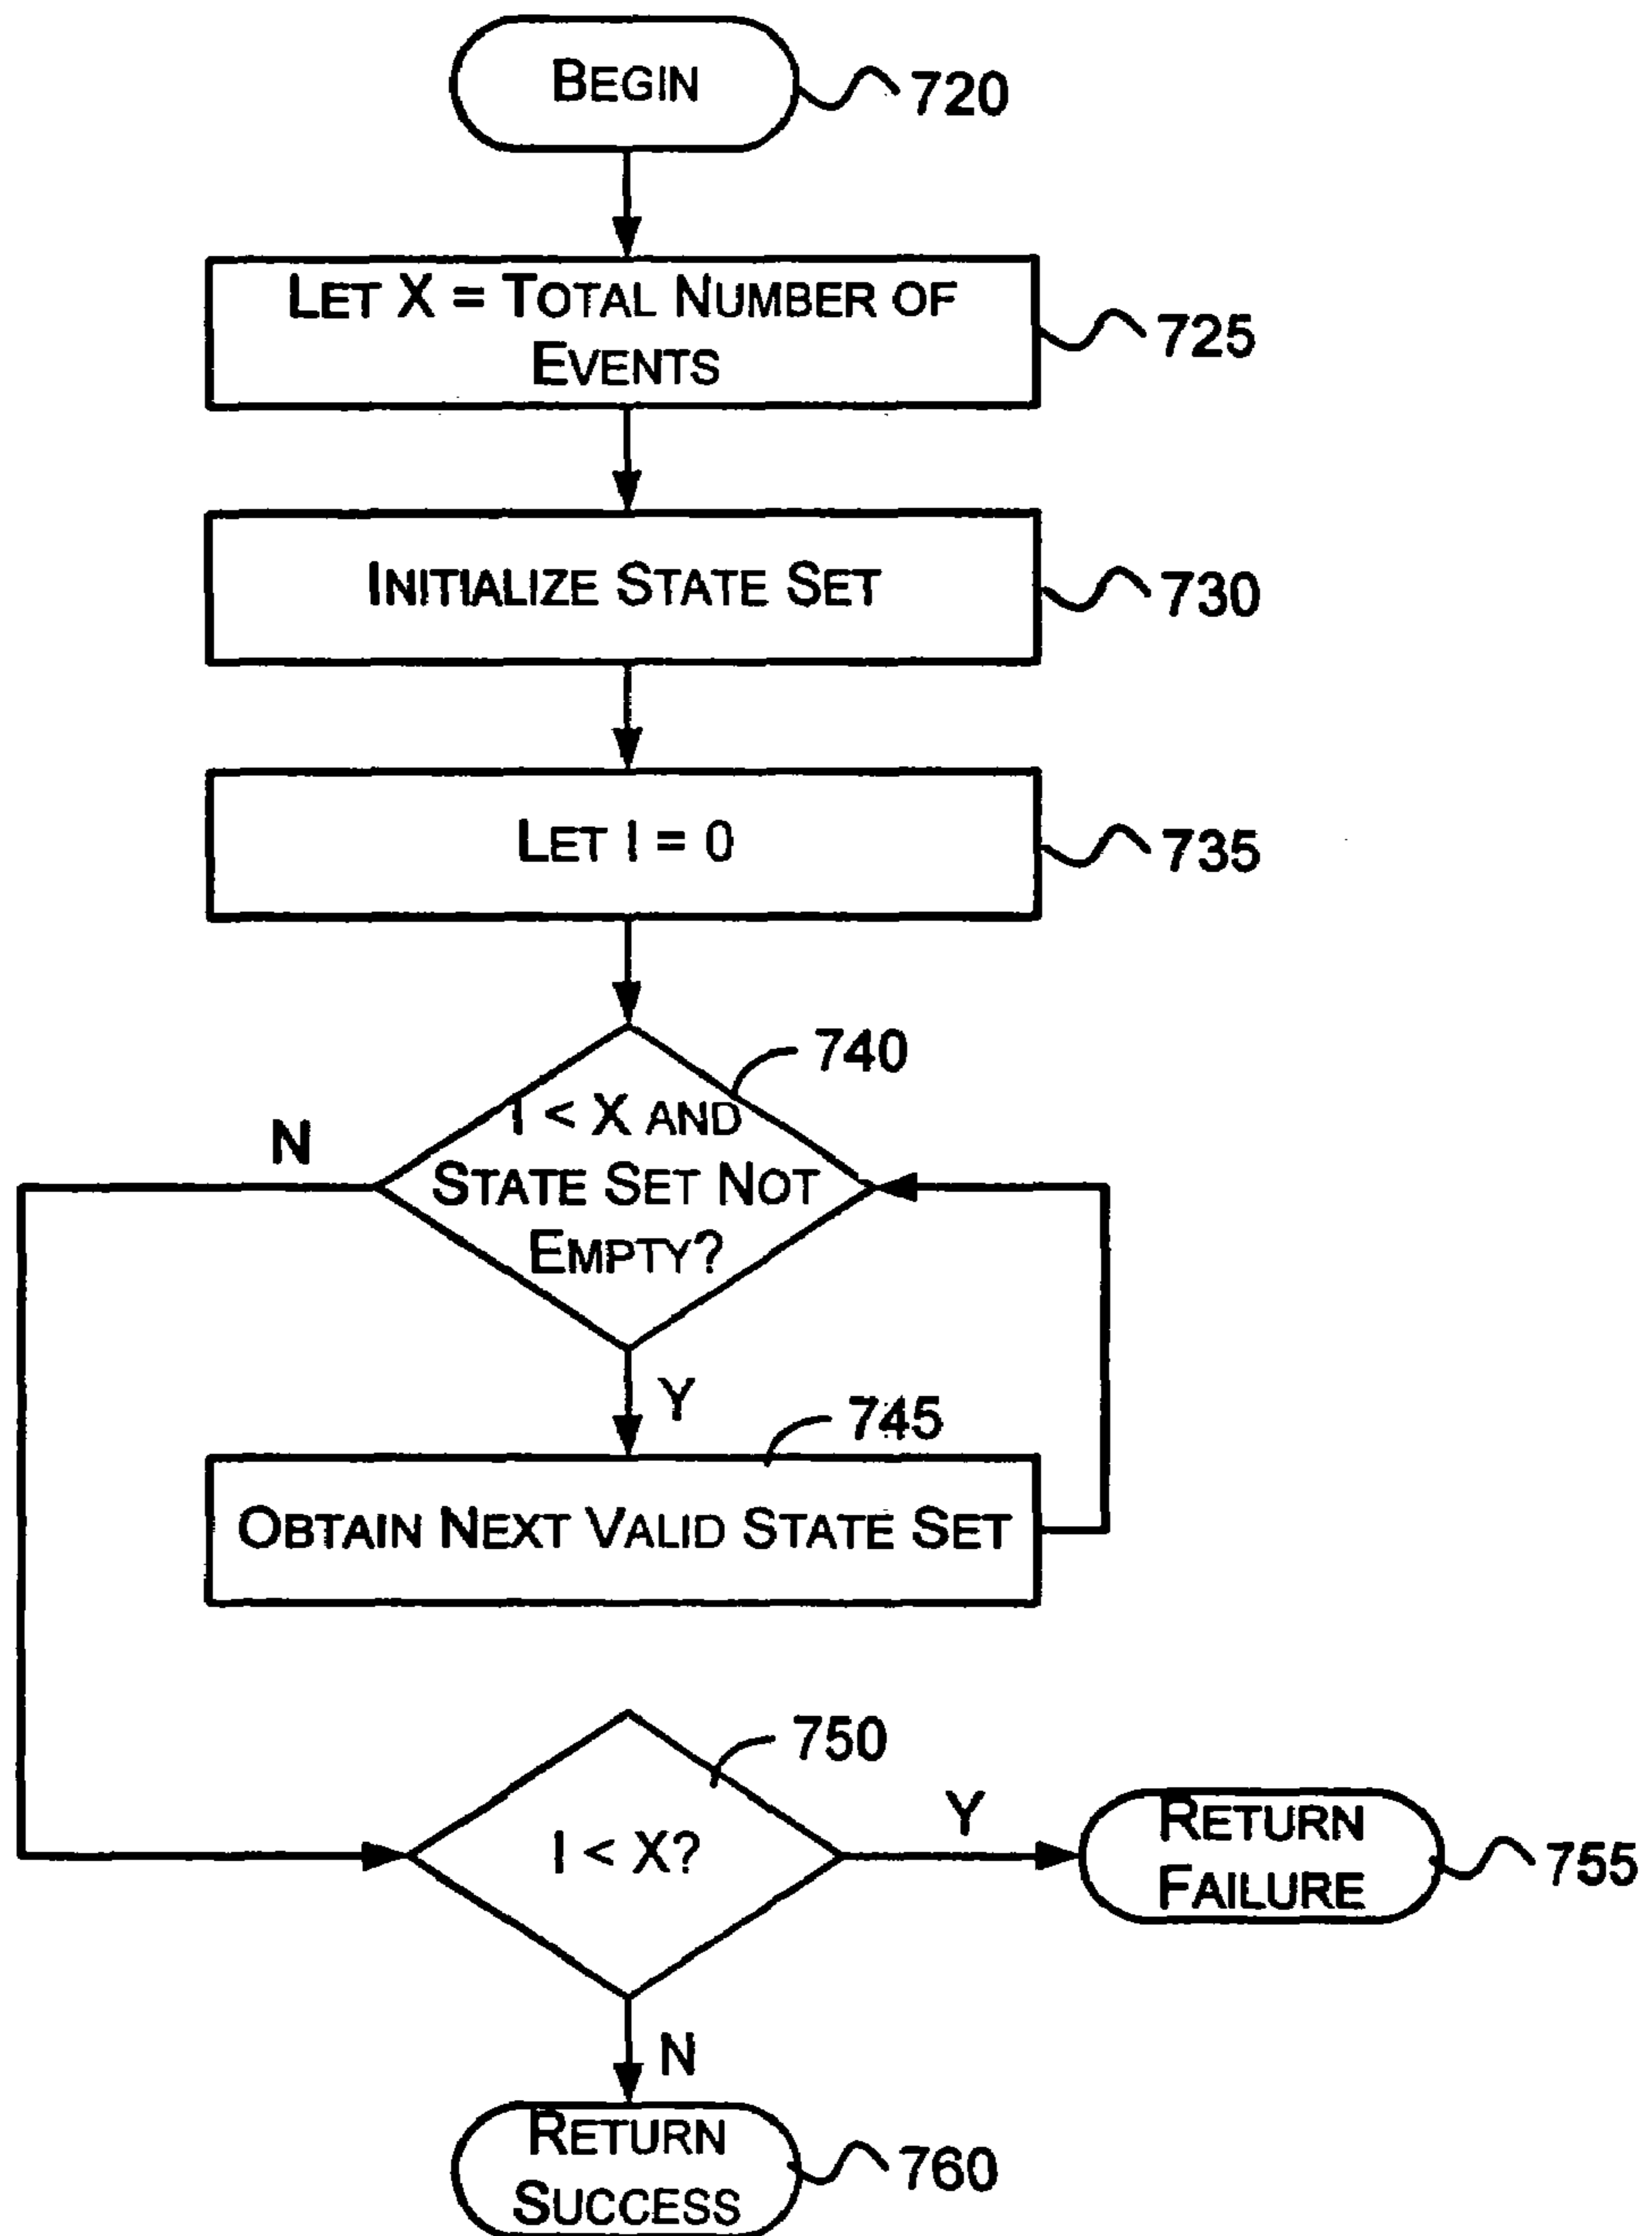 BEGIN
720
LET X = TOTAL NUMBER OF
EVENTS
725
INITIALIZE STATE SET
730
LET I = 0
735
740
I < X AND
STATE SET NOT
EMPTY?
N
Y
745
OBTAIN NEXT VALID STATE SET
750
I < X?
Y
RETURN
FAILURE
755
N
RETURN
SUCCESS
760